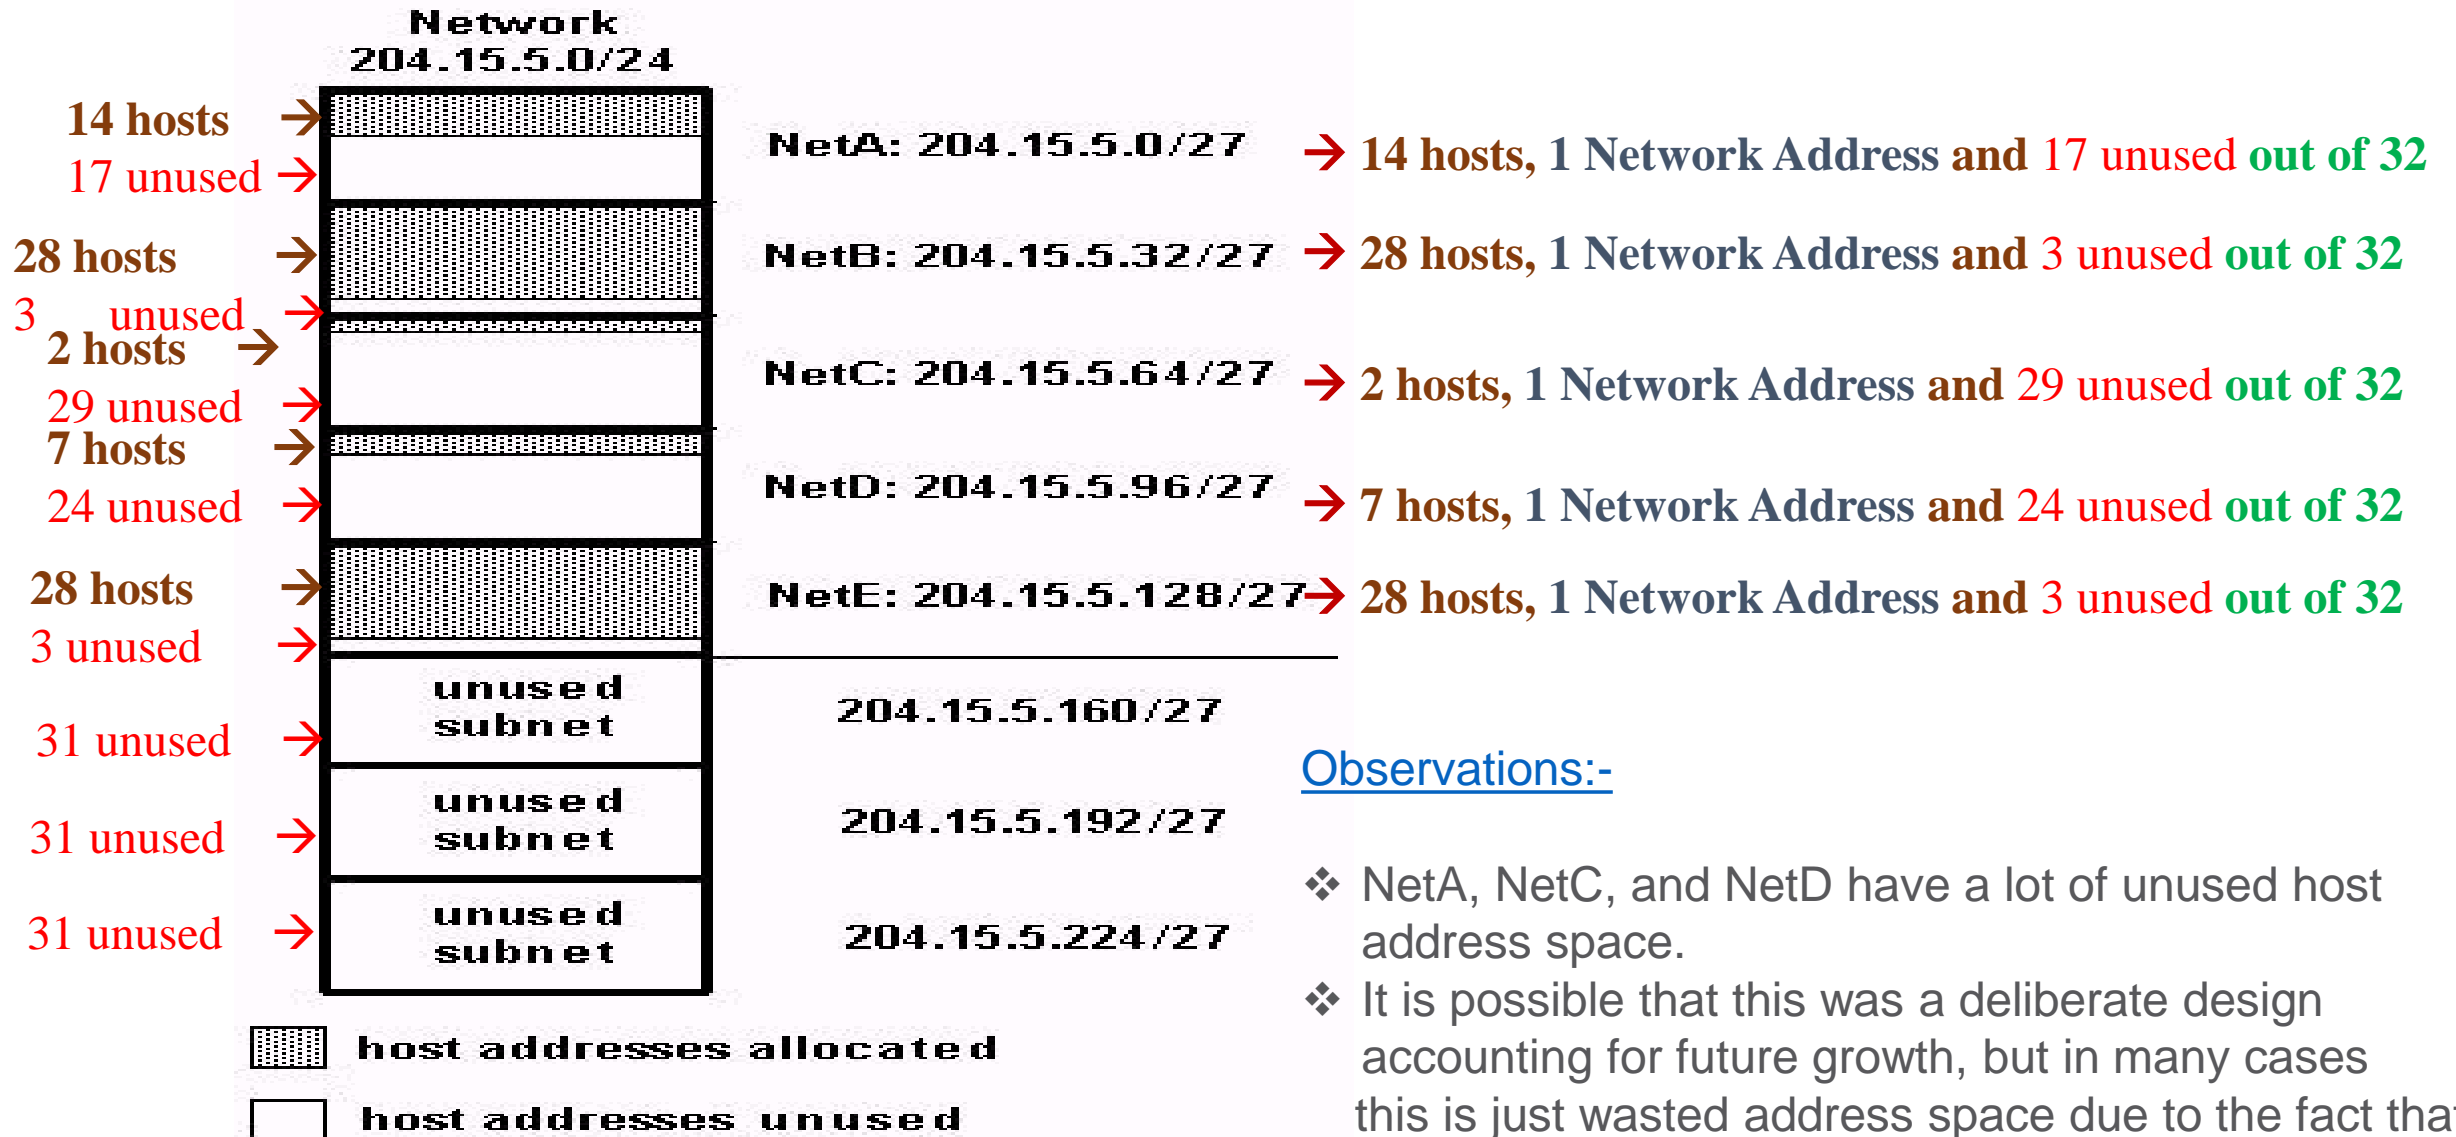 Network
204.15.5.0/24
14 hosts →
17 unused →
NetA: 204.15.5.0/27 → 14 hosts, 1 Network Address and 17 unused out of 32
28 hosts →
3 unused →
NetB: 204.15.5.32/27 → 28 hosts, 1 Network Address and 3 unused out of 32
2 hosts →
29 unused →
NetC: 204.15.5.64/27 → 2 hosts, 1 Network Address and 29 unused out of 32
7 hosts →
24 unused →
NetD: 204.15.5.96/27 → 7 hosts, 1 Network Address and 24 unused out of 32
28 hosts →
3 unused →
NetE: 204.15.5.128/27 → 28 hosts, 1 Network Address and 3 unused out of 32
31 unused →
unused
subnet
204.15.5.160/27
31 unused →
unused
subnet
204.15.5.192/27
31 unused →
unused
subnet
204.15.5.224/27
host addresses allocated
host addresses unused
Observations:-
❖ NetA, NetC, and NetD have a lot of unused host
address space.
❖ It is possible that this was a deliberate design
accounting for future growth, but in many cases
this is just wasted address space due to the fact that